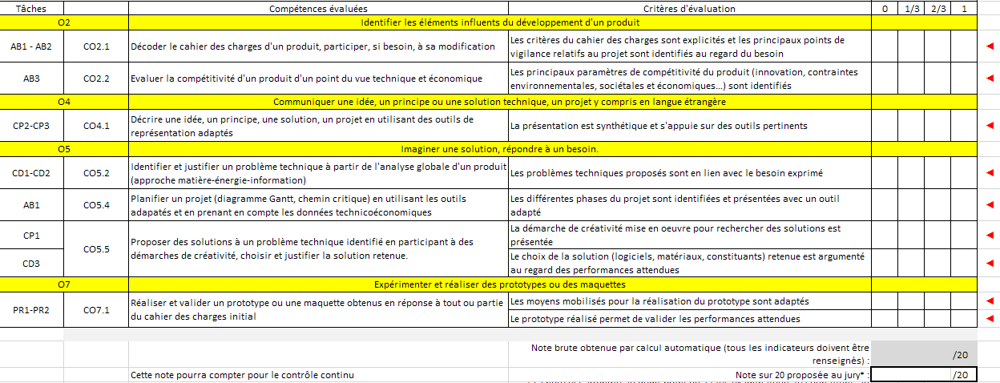 Tâches Compétences évaluées Critères d'évaluation 0 1/3 2/3 1
O2 Identifier les éléments influents du développement d'un produit
AB1 - AB2 CO2.1 Décoder le cahier des charges d'un produit, participer, si besoin, à sa modification
Les critères du cahier des charges sont explicités et les principaux points de
vigilance relatifs au projet sont identifiés au regard du besoin
AB3 CO2.2 Evaluer la compétitivité d'un produit d'un point du vue technique et économique
Les principaux paramètres de compétitivité du produit (innovation, contraintes
environnementales, sociétales et économiques...) sont identifiés
O4 Communiquer une idée, un principe ou une solution technique, un projet y compris en langue étrangère
CP2-CP3 CO4.1
Décrire une idée, un principe, une solution, un projet en utilisant des outils de
représentation adaptés
La présentation est synthétique et s'appuie sur des outils pertinents
O5 Imaginer une solution, répondre à un besoin.
CD1-CD2 CO5.2
Identifier et justifier un problème technique à partir de l'analyse globale d'un produit
(approche matière-énergie-information)
Les problèmes techniques proposés sont en lien avec le besoin exprimé
AB1 CO5.4
Planifier un projet (diagramme Gantt, chemin critique) en utilisant les outils
adapatés et en prenant en compte les données technicoéconomiques
Les différentes phases du projet sont identifiées et présentées avec un outil
adapté
CP1
CD3
CO5.5
Proposer des solutions à un problème technique identifié en participant à des
démarches de créativité, choisir et justifier la solution retenue.
La démarche de créativité mise en oeuvre pour rechercher des solutions est
présentée
Le choix de la solution (logiciels, matériaux, constituants) retenue est argumenté
au regard des performances attendues
O7 Expérimenter et réaliser des prototypes ou des maquettes
PR1-PR2 CO7.1
Réaliser et valider un prototype ou une maquette obtenus en réponse à tout ou partie
du cahier des charges initial
Les moyens mobilisés pour la réalisation du prototype sont adaptés
Le prototype réalisé permet de valider les performances attendues
Note brute obtenue par calcul automatique (tous les indicateurs doivent être
renseignés) : /20
Cette note pourra compter pour le contrôle continu Note sur 20 proposée au jury* : /20